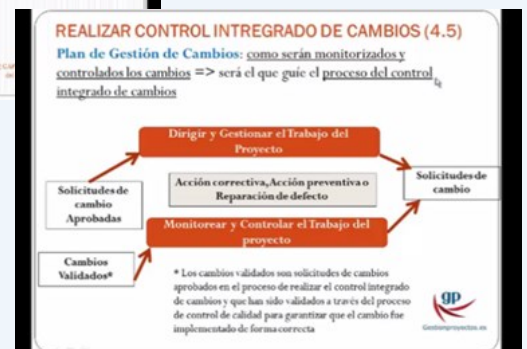 REALIZAR CONTROL INTREGRADO DE CAMBIOS (4.5)
Plan de Gestión de Cambios: como serán monitorizados y
controlados los cambios => será el que guíe el proceso del control
integrado de cambios
Dirigir y Gestionar el Trabajo del
Proyecto
Solicitudes de
cambio
Aprobadas
Acción correctiva, Acción preventiva o
Reparación de defecto
Solicitudes de
cambio
Monitorear y Controlar el Trabajo del
proyecto
Cambios
Validados*
* Los cambios validados son solicitudes de cambios
aprobados en el proceso de realizar el control integrado
de cambios y que han sido validados a través del proceso
de control de calidad para garantizar que el cambio fue
implementado de forma correcta
gp
Gestionproyectos.es